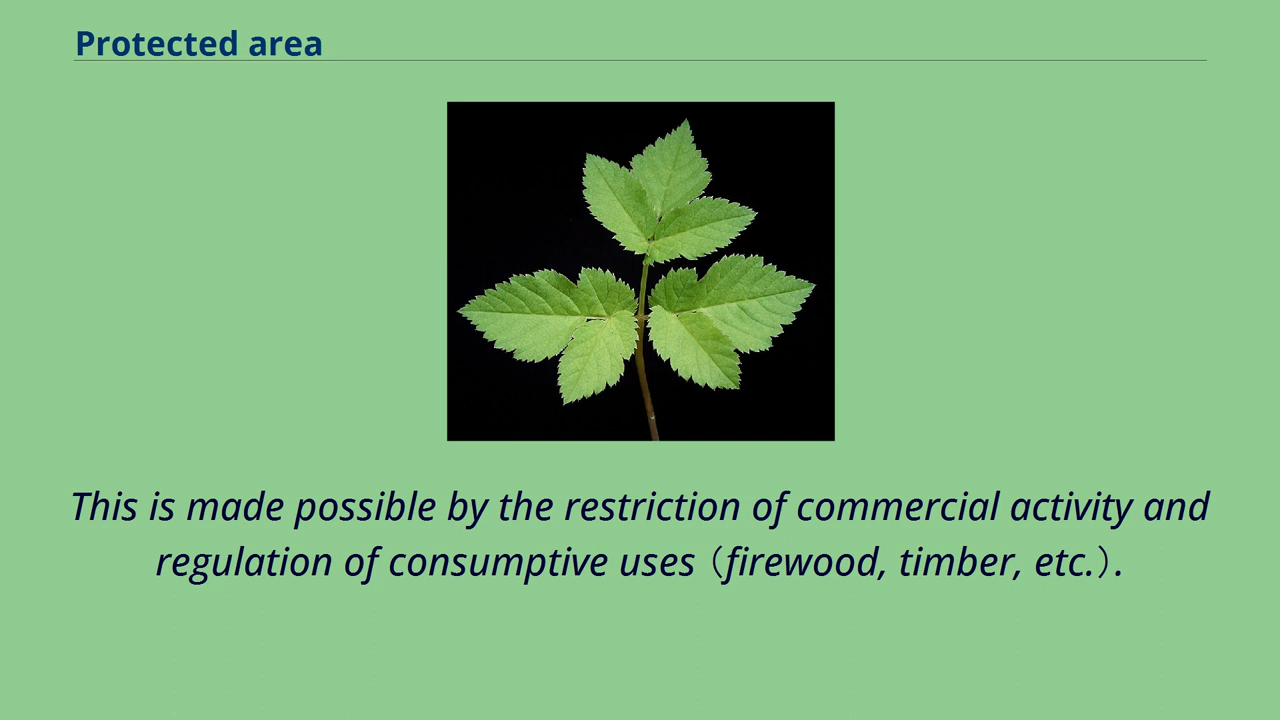 Protected area
This is made possible by the restriction of commercial activity and
regulation of consumptive uses（firewood, timber, etc.）.